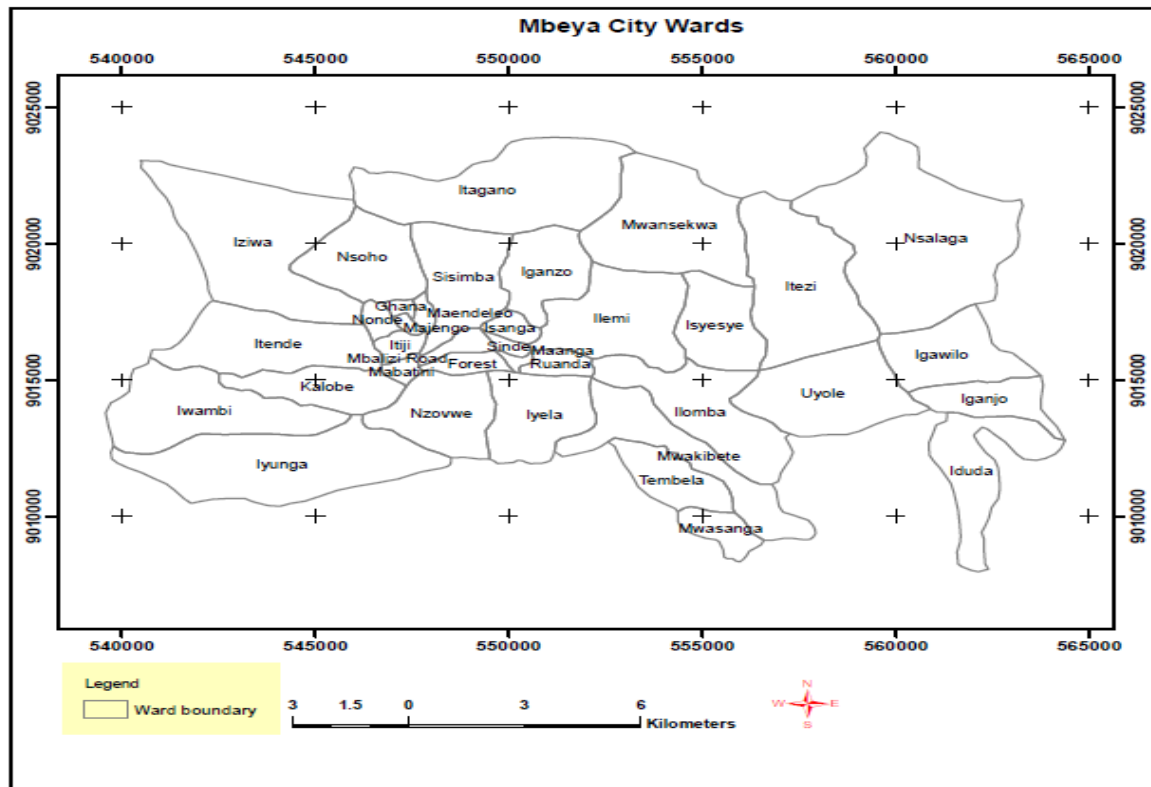 Mbeya City Wards
540000 545000 550000 555000 560000 565000
9025000 9025000
Itagano
Mwansekwa
Iziwa
9020000 9020000
Nsalaga
Nsoho
Iganzo
Sisimba
Itezi
Ghana
Maendeleo
Nonde
Majengo
Isanga
Ilemi
Isyesye
Itende
Itiji
Sinde
Maanga
Igawilo
Mbalizi Road
Forest
Ruanda
Mabatini
9015000 9015000
Kalobe
Uyole
Iganjo
Iwambi
Nzovwe
Iyela
Ilomba
Iyunga
Mwakibete
Iduda
Tembela
9010000 9010000
Mwasanga
540000 545000 550000 555000 560000 565000
Legend
Ward boundary
3 1.5 0 3 6
Kilometers
N
W E
S